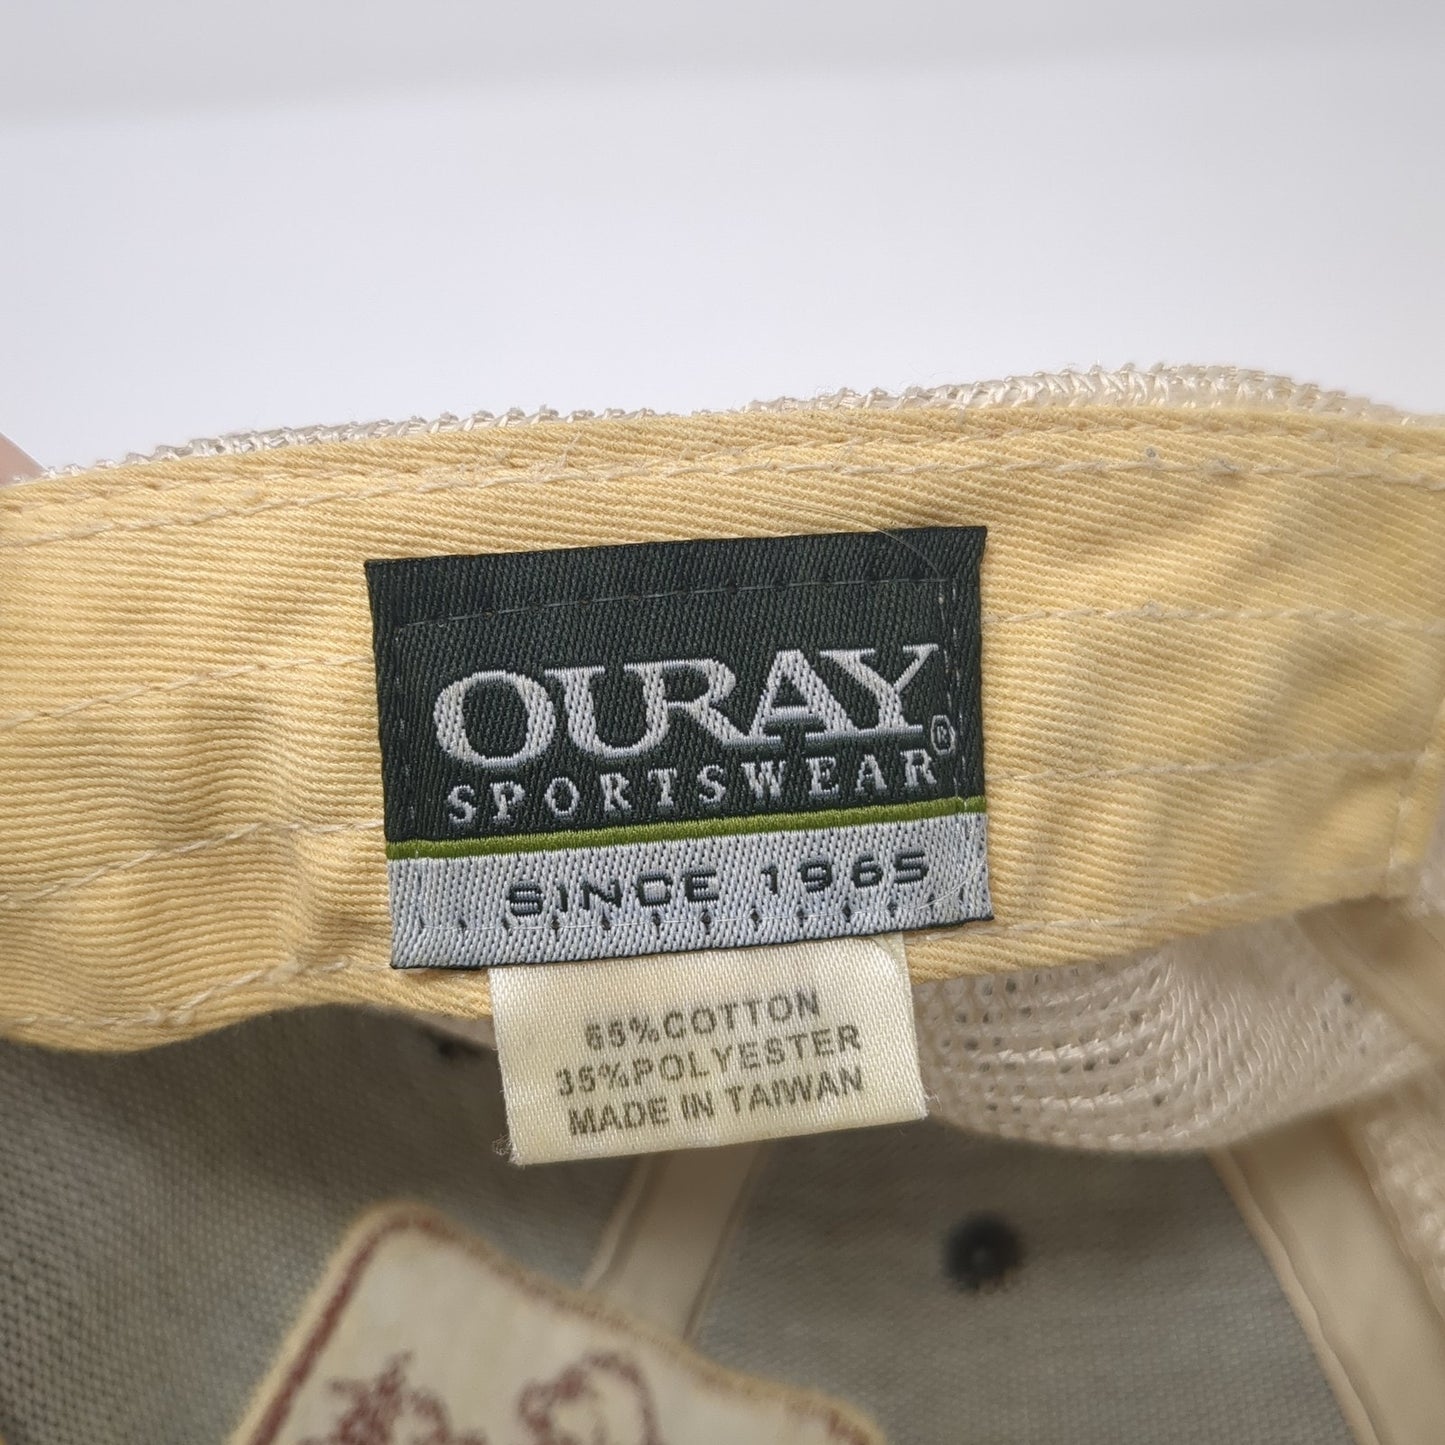 OURAY
SPORTSWEAR®
SINCE 1965
65%COTTON
35%POLYESTER
MADE IN TAIWAN